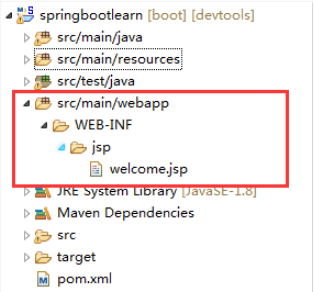 springbootlearn [boot] [devtools]
src/main/java
src/main/resources
src/test/java
src/main/webapp
WEB-INF
jsp
welcome.jsp
JRE System Library [JavaSE-1.8]
Maven Dependencies
src
target
pom.xml